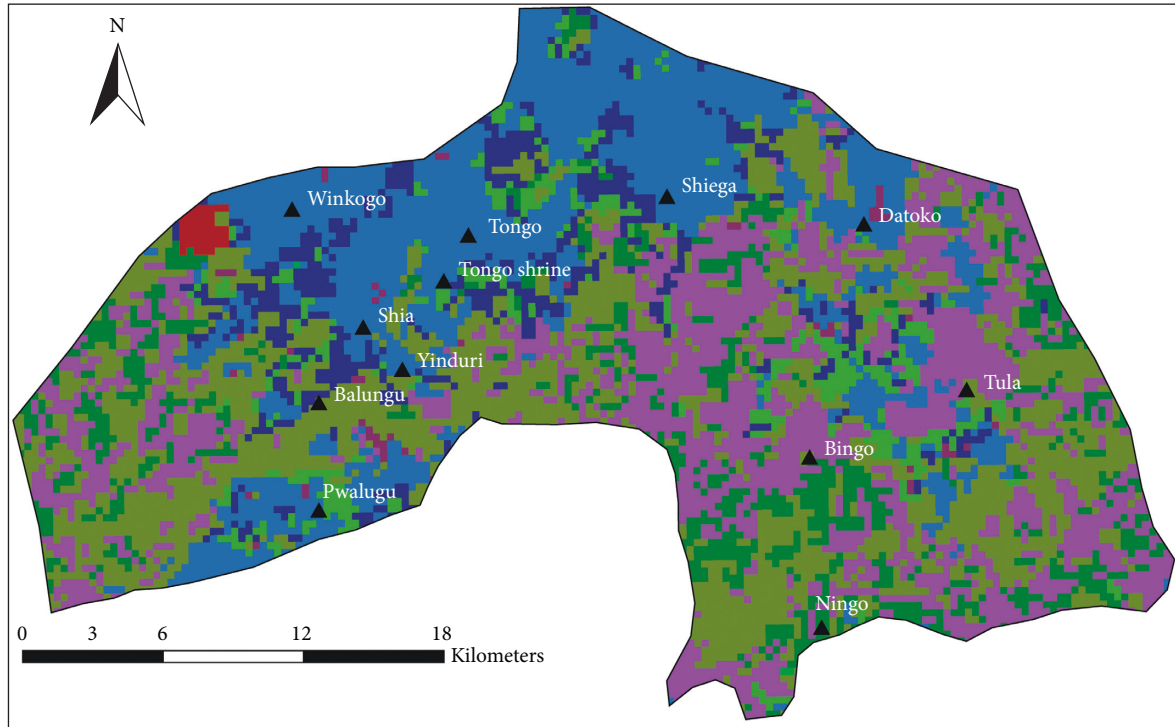 N
Winkogo
Shiega
Datoko
Tongo
Tongo shrine
Shia
Yinduri
Balungu
Tula
Bingo
Pwalugu
Ningo
0 3 6 12 18
Kilometers